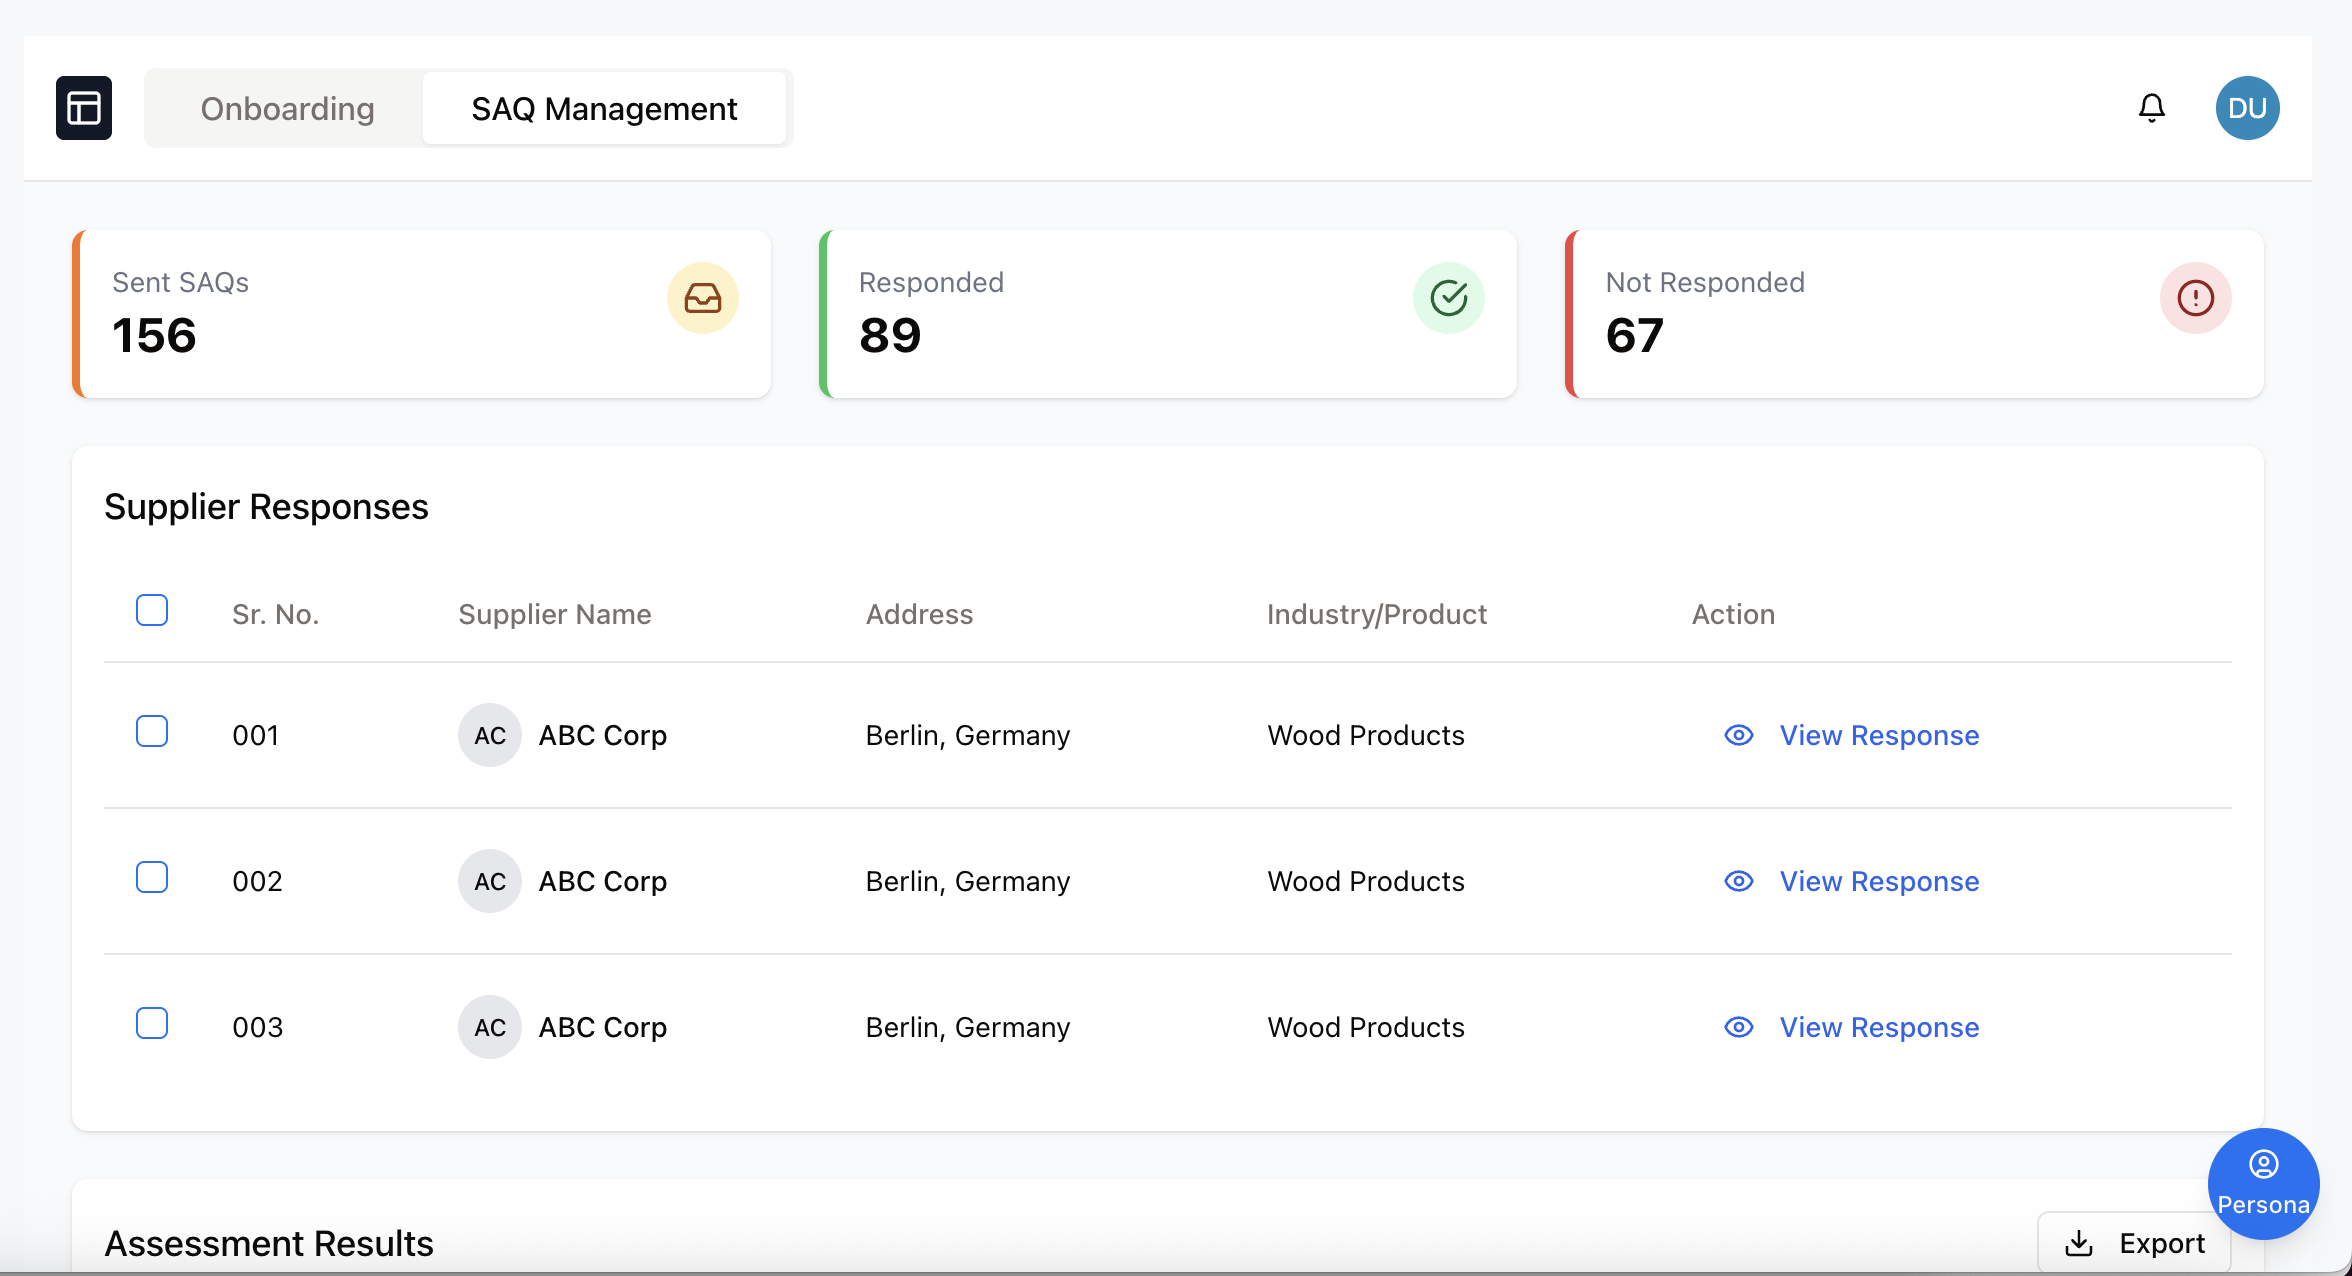 Onboarding
SAQ Management
DU
Sent SAQs
156
Responded
89
Not Responded
67
Supplier Responses
Sr. No. Supplier Name Address Industry/Product Action
001 AC ABC Corp Berlin, Germany Wood Products View Response
002 AC ABC Corp Berlin, Germany Wood Products View Response
003 AC ABC Corp Berlin, Germany Wood Products View Response
Persona
Assessment Results
Export